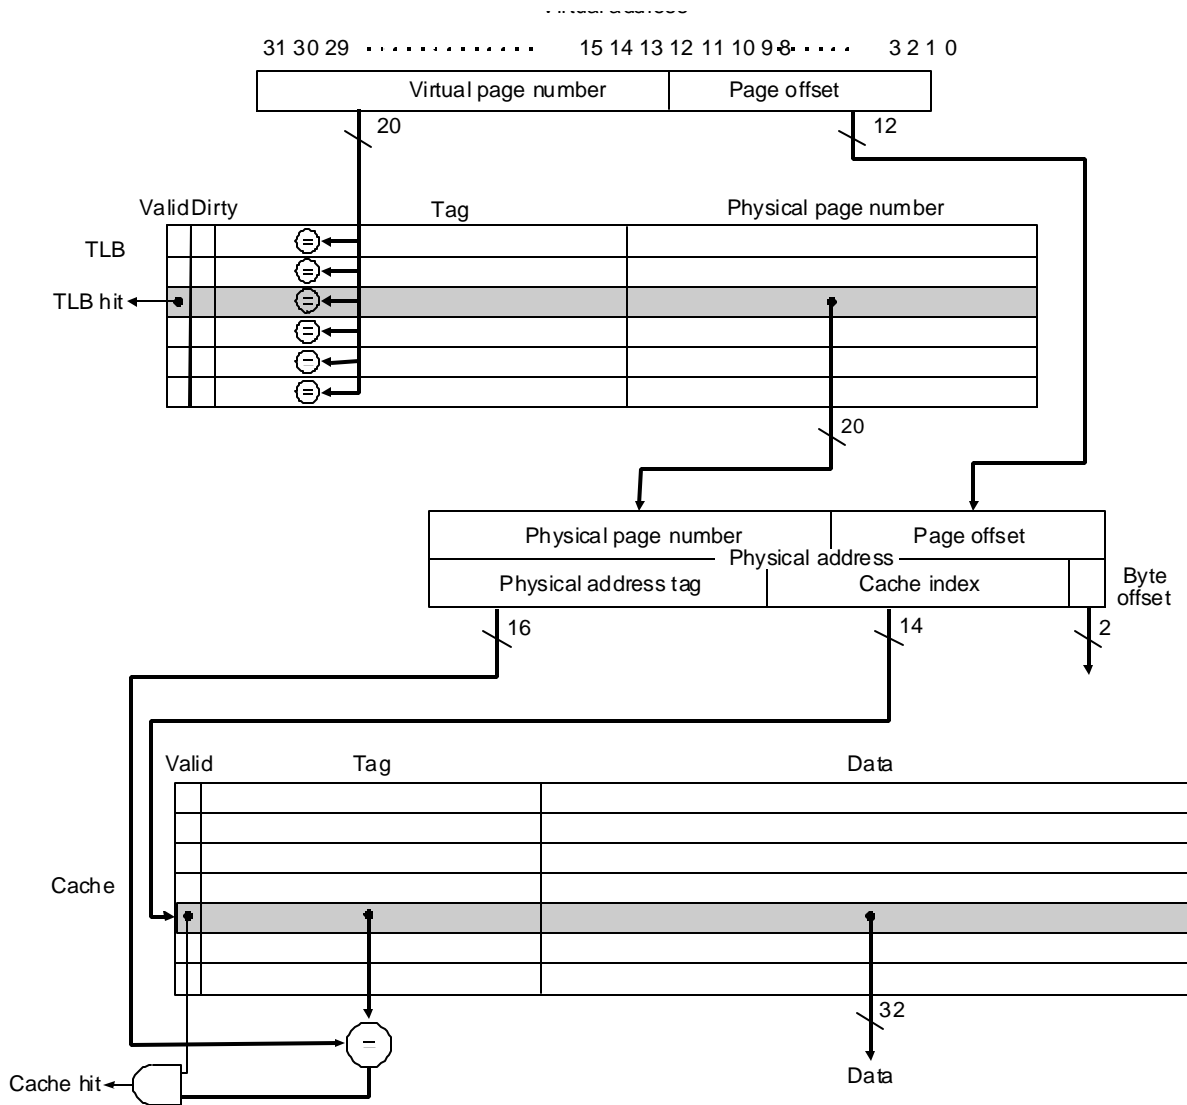 31 30 29 ··········· 15 14 13 12 11 10 9 8 ······ 3 2 1 0
Virtual page number Page offset
20 12
Valid Dirty Tag Physical page number
TLB
=
=
TLB hit =
=
=
=
20
Physical page number Page offset
Physical address
Physical address tag Cache index Byte
offset
16 14 2
Valid Tag Data
Cache
32
=
Cache hit Data